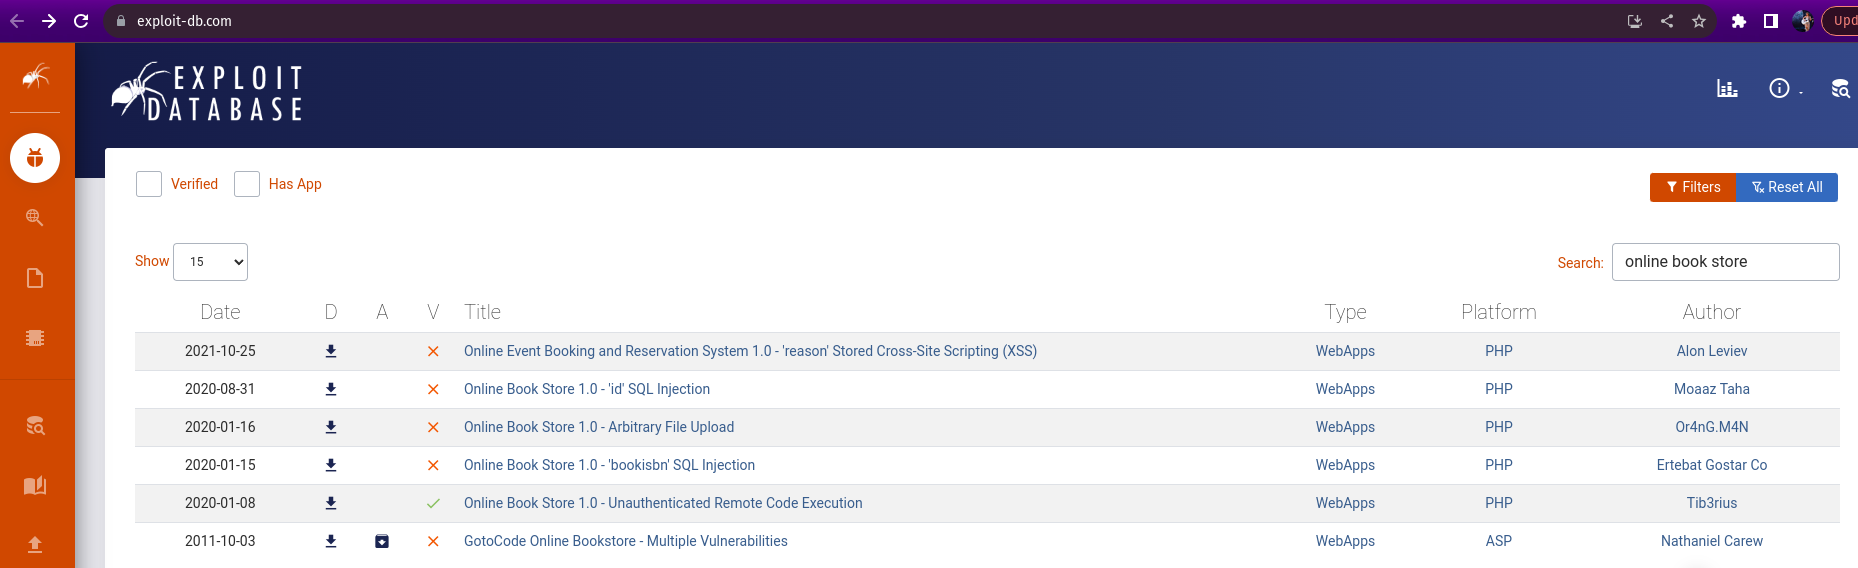 exploit-db.com
Upd
EXPLOIT
DATABASE
Verified Has App
Filters Reset All
Show 15 Search: online book store
Date D A V Title Type Platform Author
2021-10-25 Online Event Booking and Reservation System 1.0 - 'reason' Stored Cross-Site Scripting (XSS) WebApps PHP Alon Leviev
2020-08-31 Online Book Store 1.0 - 'id' SQL Injection WebApps PHP Moaaz Taha
2020-01-16 Online Book Store 1.0 - Arbitrary File Upload WebApps PHP Or4nG.M4N
2020-01-15 Online Book Store 1.0 - 'bookisbn' SQL Injection WebApps PHP Ertebat Gostar Co
2020-01-08 Online Book Store 1.0 - Unauthenticated Remote Code Execution WebApps PHP Tib3rius
2011-10-03 GotoCode Online Bookstore - Multiple Vulnerabilities WebApps ASP Nathaniel Carew